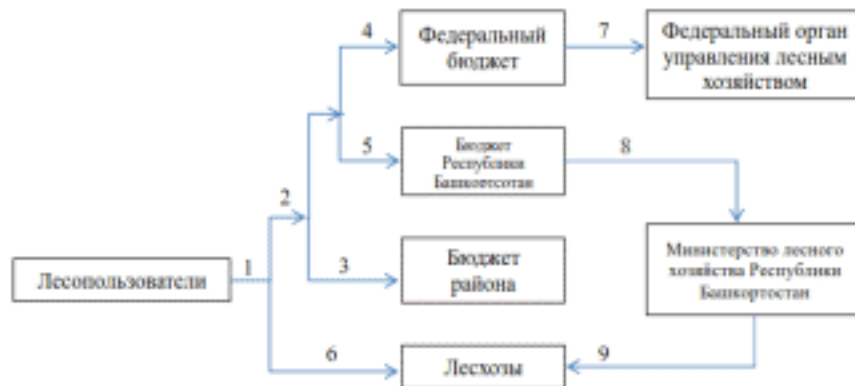 4
Федеральный
бюджет
7
Федеральный орган
управления лесным
хозяйством
5
Бюджет
Республики
Башкортсотан
8
2
Лесопользователи
1
3
Бюджет
района
Министерство лесного
хозяйства Республики
Башкортостан
6
Лесхозы
9